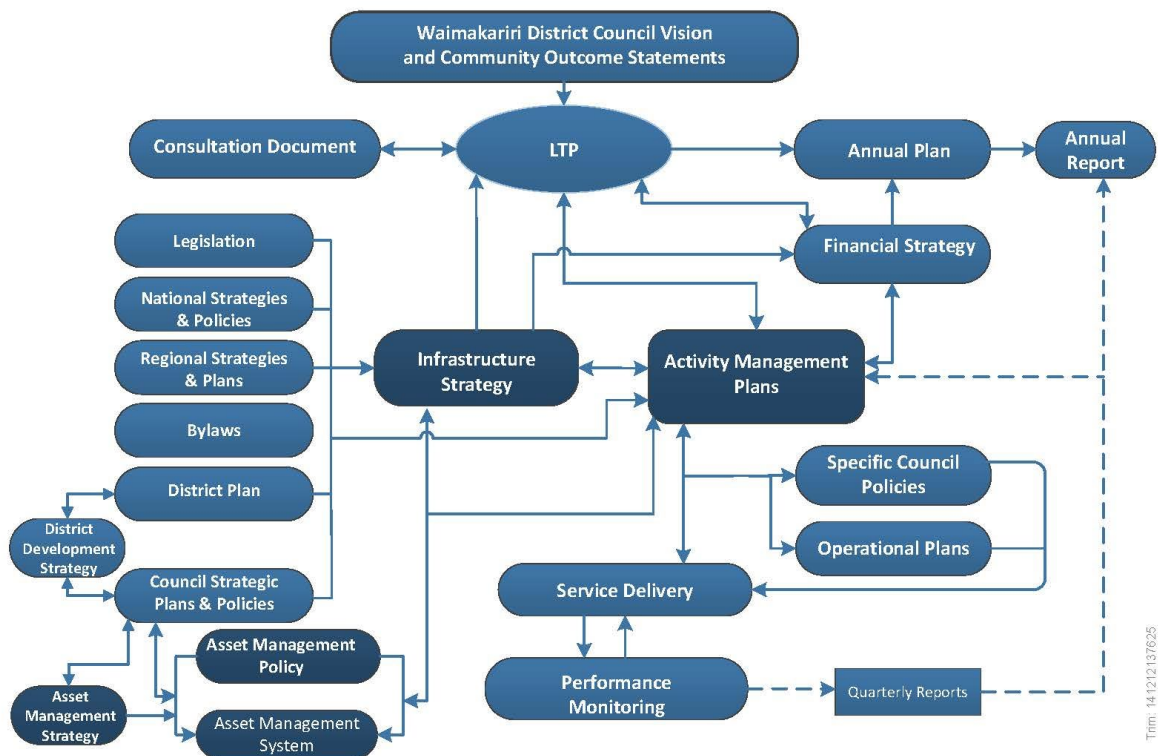 Waimakariri District Council Vision
and Community Outcome Statements
Consultation Document
LTP
Annual Plan
Annual
Report
Legislation
Financial Strategy
National Strategies
& Policies
Regional Strategies
& Plans
Infrastructure
Strategy
Activity Management
Plans
Bylaws
Specific Council
Policies
District Plan
District
Development
Strategy
Operational Plans
Council Strategic
Plans & Policies
Service Delivery
Asset Management
Policy
Performance
Monitoring
Quarterly Reports
Asset
Management
Strategy
Asset Management
System
Trim: 141212137625